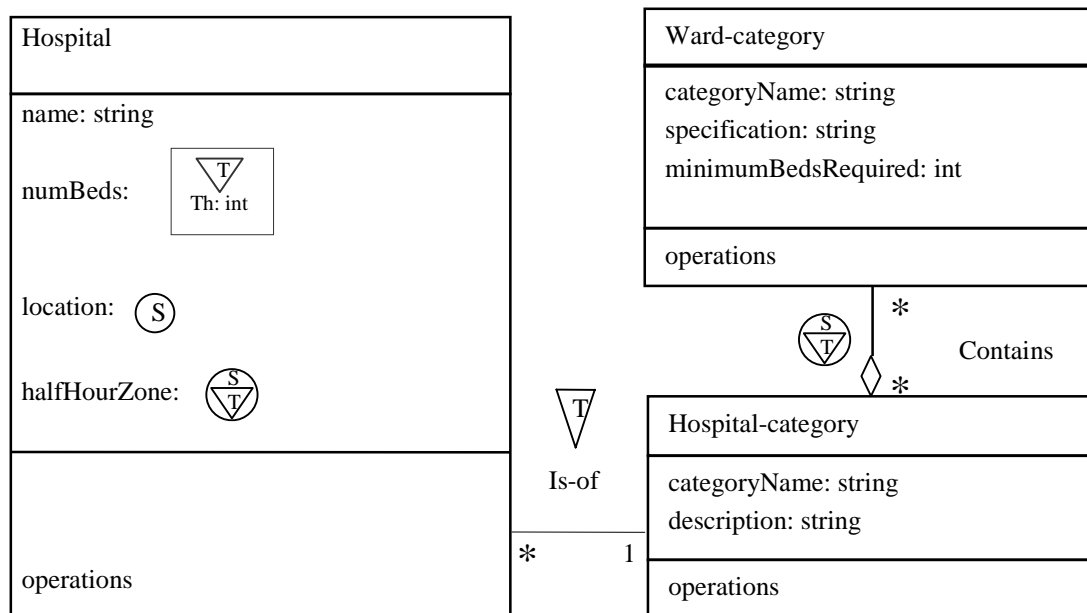 Hospital
name: string
numBeds:
T
Th: int
location: S
halfHourZone: S
T
operations
Ward-category
categoryName: string
specification: string
minimumBedsRequired: int
operations
S
T
*
Contains
*
T
Is-of
* 1
Hospital-category
categoryName: string
description: string
operations